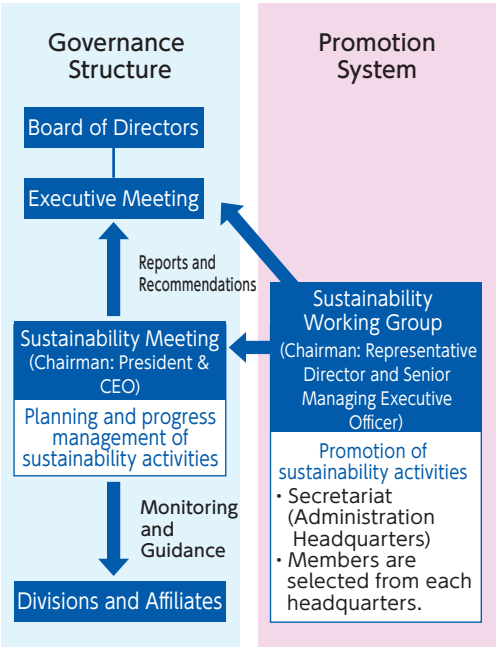 Governance
Structure
Board of Directors
Executive Meeting
Reports and
Recommendations
Sustainability Meeting
(Chairman: President &
CEO)
Planning and progress
management of
sustainability activities
Monitoring
and
Guidance
Divisions and Affiliates
Promotion
System
Sustainability
Working Group
(Chairman: Representative
Director and Senior
Managing Executive
Officer)
Promotion of
sustainability activities
・Secretariat
(Administration
Headquarters)
・Members are
selected from each
headquarters.